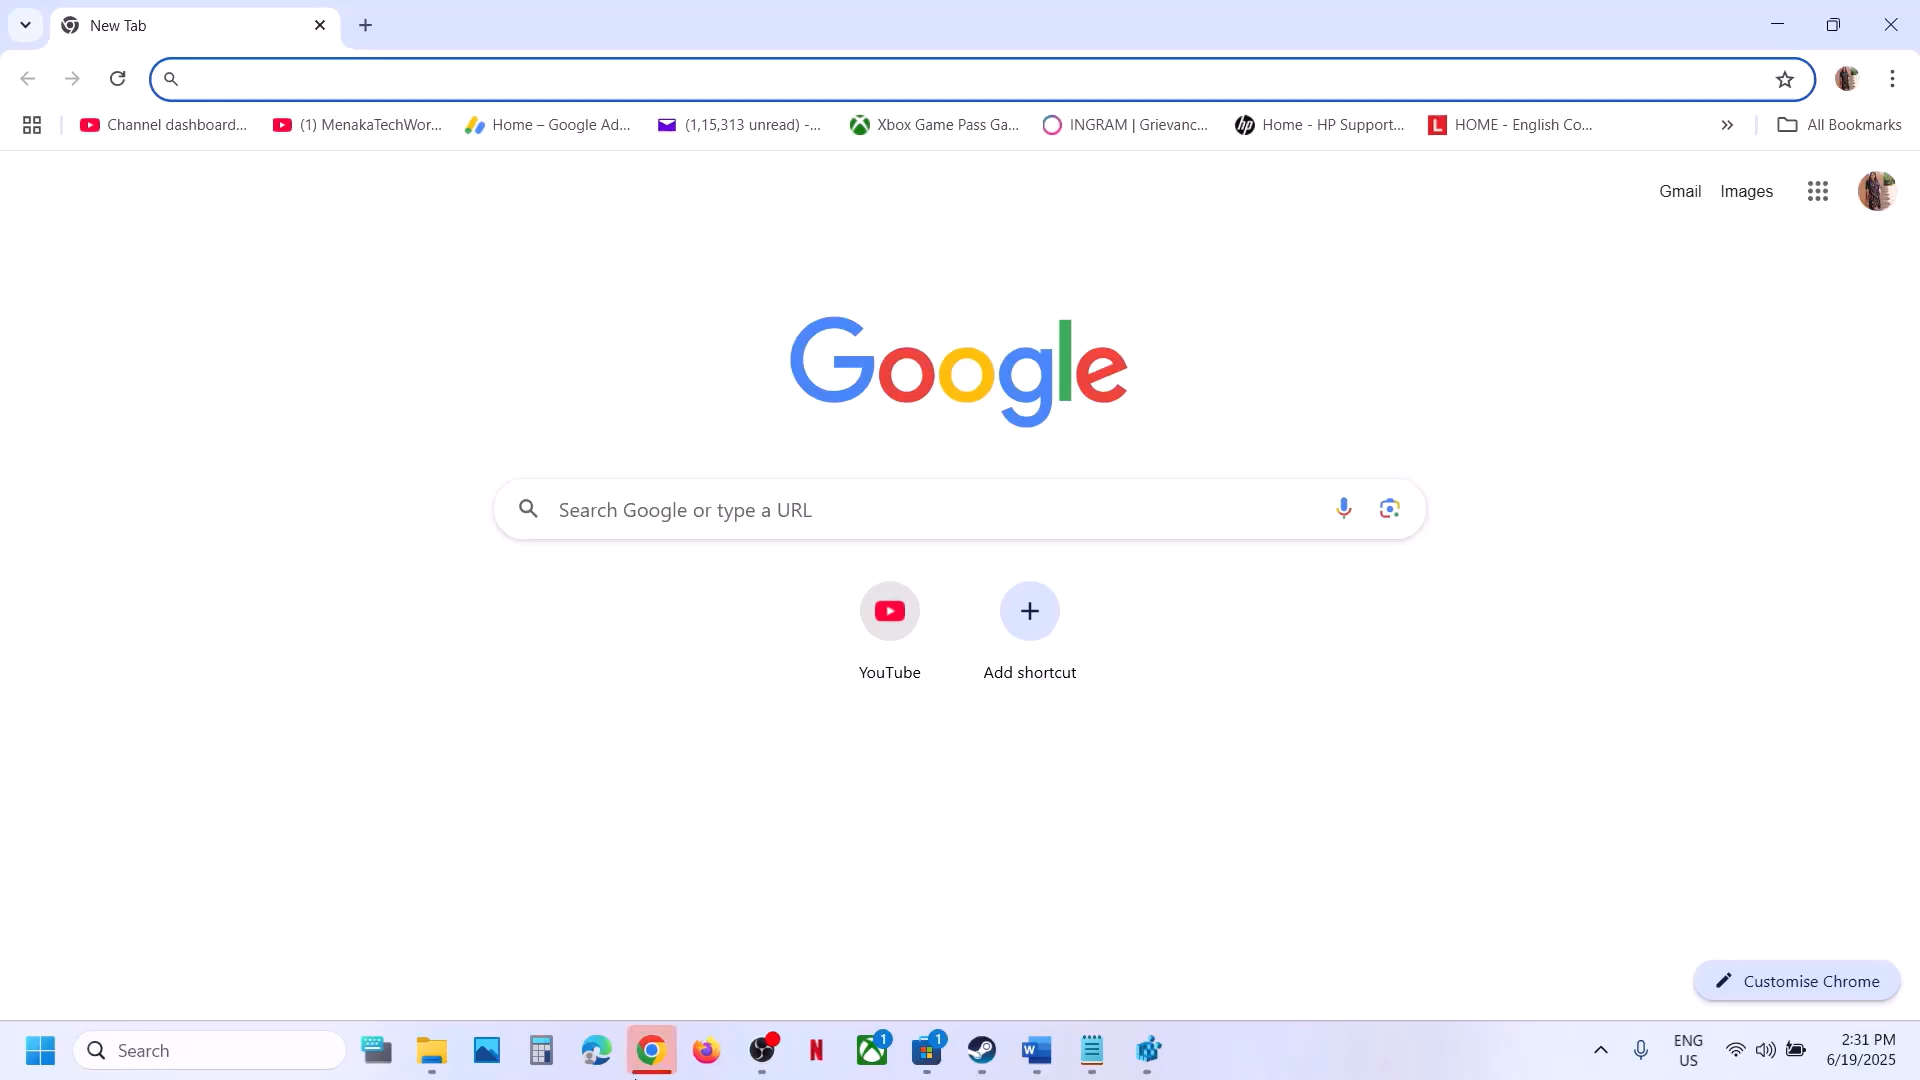 New Tab
Channel dashboard...
(1) MenakaTechWor...
Home – Google Ad...
(1,15,313 unread) -...
Xbox Game Pass Ga...
INGRAM | Grievanc...
Home - HP Support...
HOME - English Co...
All Bookmarks
Gmail
Images
Google
Search Google or type a URL
YouTube
Add shortcut
Customise Chrome
Search
1
1
ENG
US
2:31 PM
6/19/2025